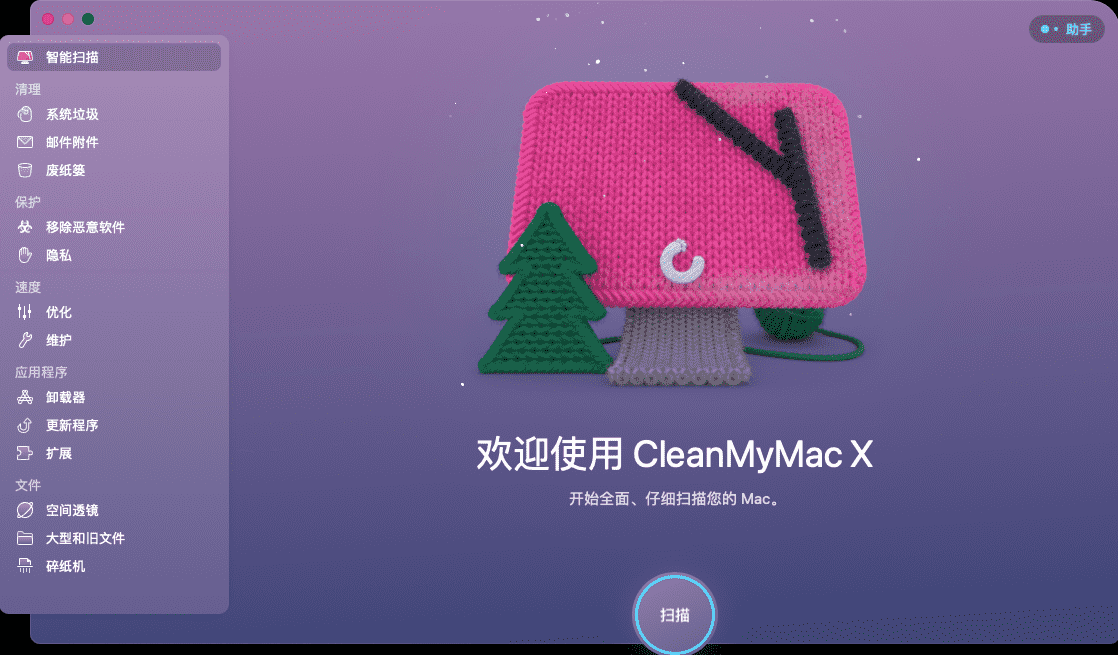 助手
智能扫描
清理
系统垃圾
邮件附件
废纸篓
保护
移除恶意软件
隐私
速度
优化
维护
应用程序
卸载器
更新程序
扩展
文件
空间透镜
大型和旧文件
碎纸机
欢迎使用 CleanMyMac X
开始全面、仔细扫描您的 Mac。
扫描